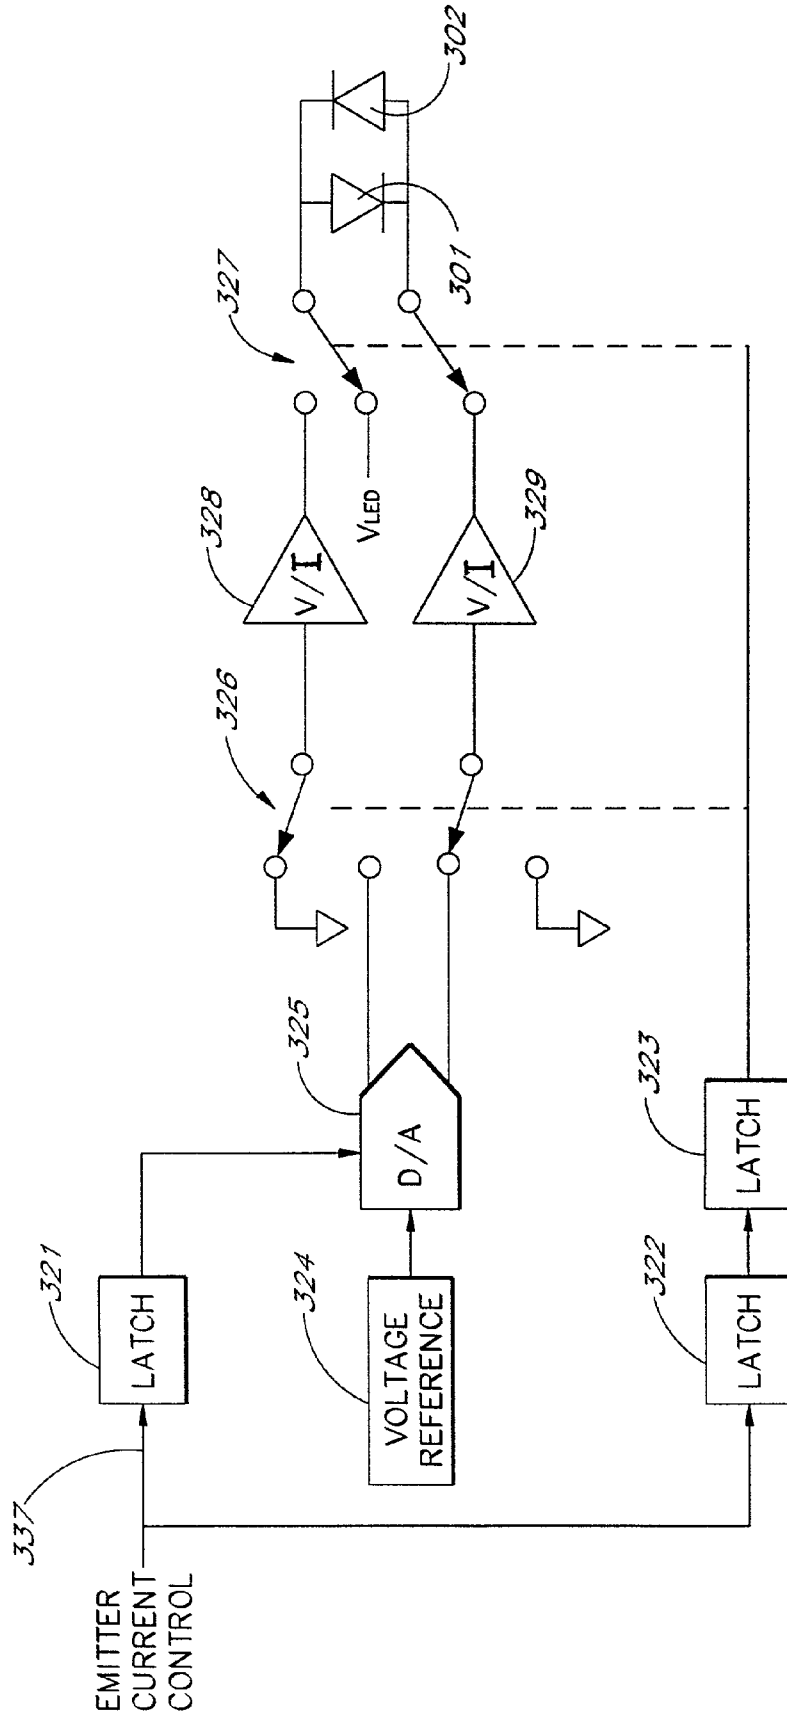 EMITTER
CURRENT
CONTROL
337
LATCH
321
VOLTAGE
REFERENCE
324
D/A
325
LATCH
322
LATCH
323
326
V/I
328
V/I
329
VLED
327
301
302